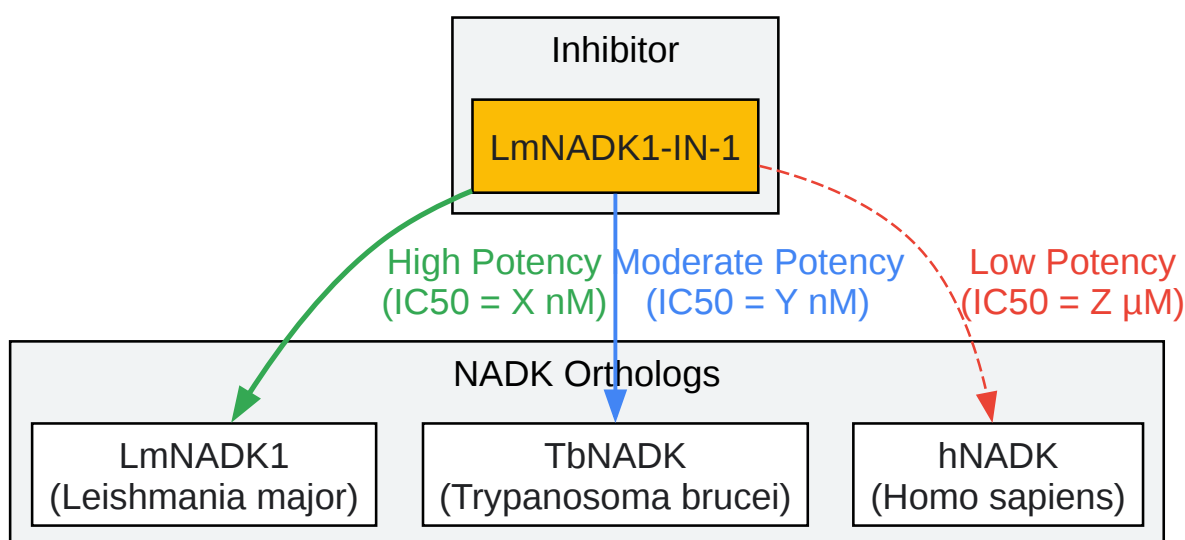 Inhibitor
LmNADK1-IN-1
High Potency
(IC50 = X nM)
Moderate Potency
(IC50 = Y nM)
Low Potency
(IC50 = Z µM)
NADK Orthologs
LmNADK1
(Leishmania major)
TbNADK
(Trypanosoma brucei)
hNADK
(Homo sapiens)